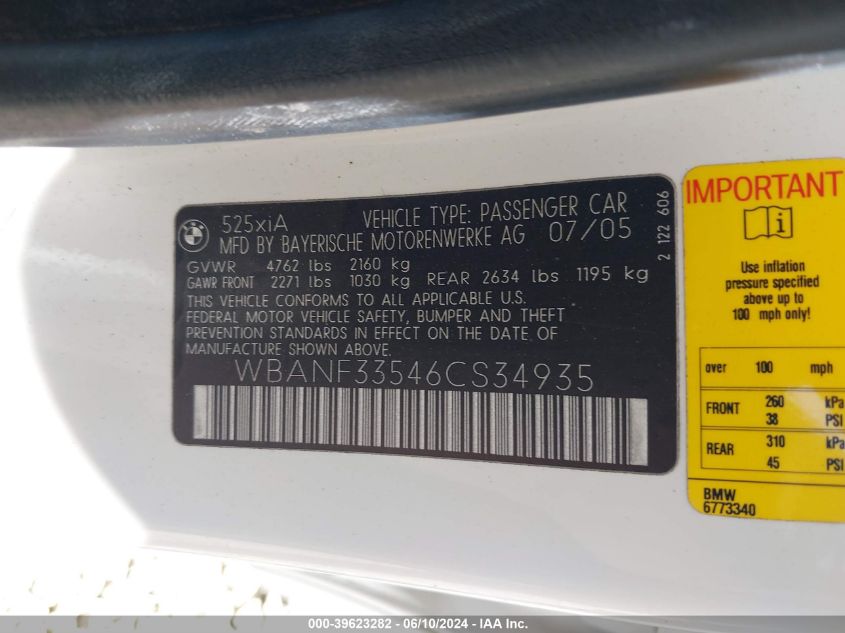 525xiA VEHICLE TYPE: PASSENGER CAR
MFD BY BAYERISCHE MOTORENWERKE AG 07/05
GVWR 4762 lbs 2160 kg
GAWR FRONT 2271 lbs 1030 kg REAR 2634 lbs 1195 kg
THIS VEHICLE CONFORMS TO ALL APPLICABLE U.S.
FEDERAL MOTOR VEHICLE SAFETY, BUMPER AND THEFT
PREVENTION STANDARDS IN EFFECT ON THE DATE OF
MANUFACTURE SHOWN ABOVE.
WBANF33546CS34935
2 122 606
IMPORTANT
Use inflation
pressure specified
above up to
100 mph only!
over 100 mph
FRONT 260 kPa
38 PSI
REAR 310 kPa
45 PSI
BMW
6773340
000-39623282 - 06/10/2024 - IAA Inc.